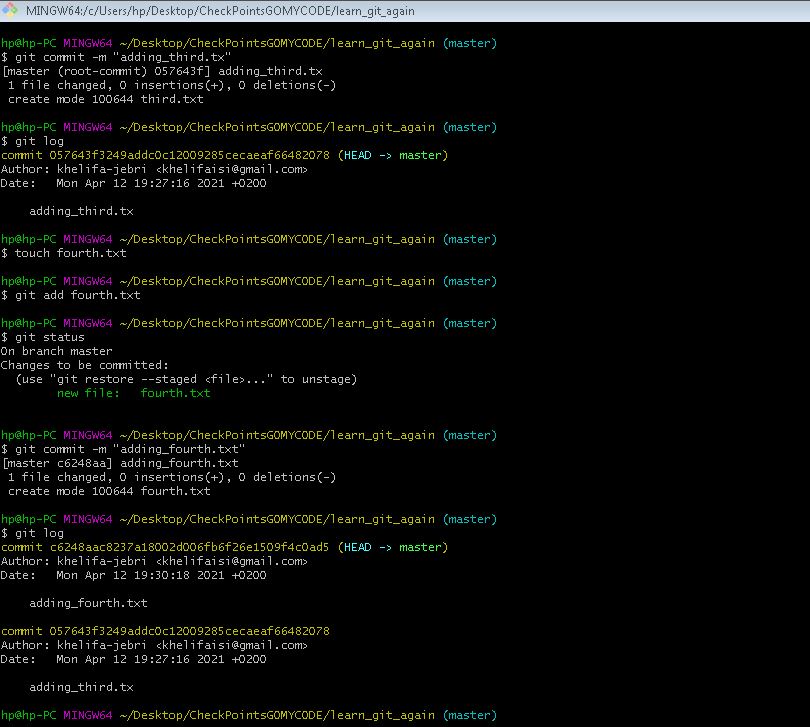 MINGW64:/c/Users/hp/Desktop/CheckPointsGOMYCODE/learn_git_again
hp@hp-PC MINGW64 ~/Desktop/CheckPointsGOMYCODE/learn_git_again (master)
$ git commit -m "adding_third.tx"
[master (root-commit) 057643f] adding_third.tx
 1 file changed, 0 insertions(+), 0 deletions(-)
 create mode 100644 third.txt
hp@hp-PC MINGW64 ~/Desktop/CheckPointsGOMYCODE/learn_git_again (master)
$ git log
commit 057643f3249addc0c12009285cecaeaf66482078 (HEAD -> master)
Author: khelifa-jebri <khelifaisi@gmail.com>
Date:   Mon Apr 12 19:27:16 2021 +0200
    adding_third.tx
hp@hp-PC MINGW64 ~/Desktop/CheckPointsGOMYCODE/learn_git_again (master)
$ touch fourth.txt
hp@hp-PC MINGW64 ~/Desktop/CheckPointsGOMYCODE/learn_git_again (master)
$ git add fourth.txt
hp@hp-PC MINGW64 ~/Desktop/CheckPointsGOMYCODE/learn_git_again (master)
$ git status
On branch master
Changes to be committed:
  (use "git restore --staged <file>..." to unstage)
        new file:   fourth.txt
hp@hp-PC MINGW64 ~/Desktop/CheckPointsGOMYCODE/learn_git_again (master)
$ git commit -m "adding_fourth.txt"
[master c6248aa] adding_fourth.txt
 1 file changed, 0 insertions(+), 0 deletions(-)
 create mode 100644 fourth.txt
hp@hp-PC MINGW64 ~/Desktop/CheckPointsGOMYCODE/learn_git_again (master)
$ git log
commit c6248aac8237a18002d006fb6f26e1509f4c0ad5 (HEAD -> master)
Author: khelifa-jebri <khelifaisi@gmail.com>
Date:   Mon Apr 12 19:30:18 2021 +0200
    adding_fourth.txt
commit 057643f3249addc0c12009285cecaeaf66482078
Author: khelifa-jebri <khelifaisi@gmail.com>
Date:   Mon Apr 12 19:27:16 2021 +0200
    adding_third.tx
hp@hp-PC MINGW64 ~/Desktop/CheckPointsGOMYCODE/learn_git_again (master)